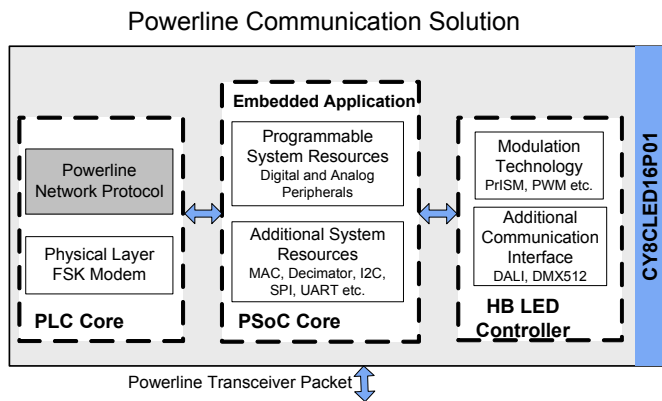 Powerline Communication Solution
Powerline
Network Protocol
Physical Layer
FSK Modem
PLC Core
Embedded Application
Programmable
System Resources
Digital and Analog
Peripherals
Additional System
Resources
MAC, Decimator, I2C,
SPI, UART etc.
PSoC Core
Modulation
Technology
PrISM, PWM etc.
Additional
Communication
Interface
DALI, DMX512
HB LED
Controller
CY8CLED16P01
Powerline Transceiver Packet